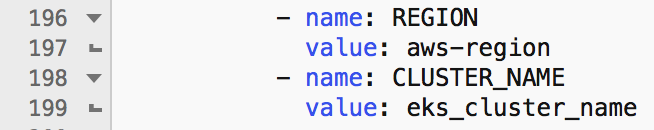 196 - name: REGION
197 value: aws-region
198 - name: CLUSTER_NAME
199 value: eks_cluster_name